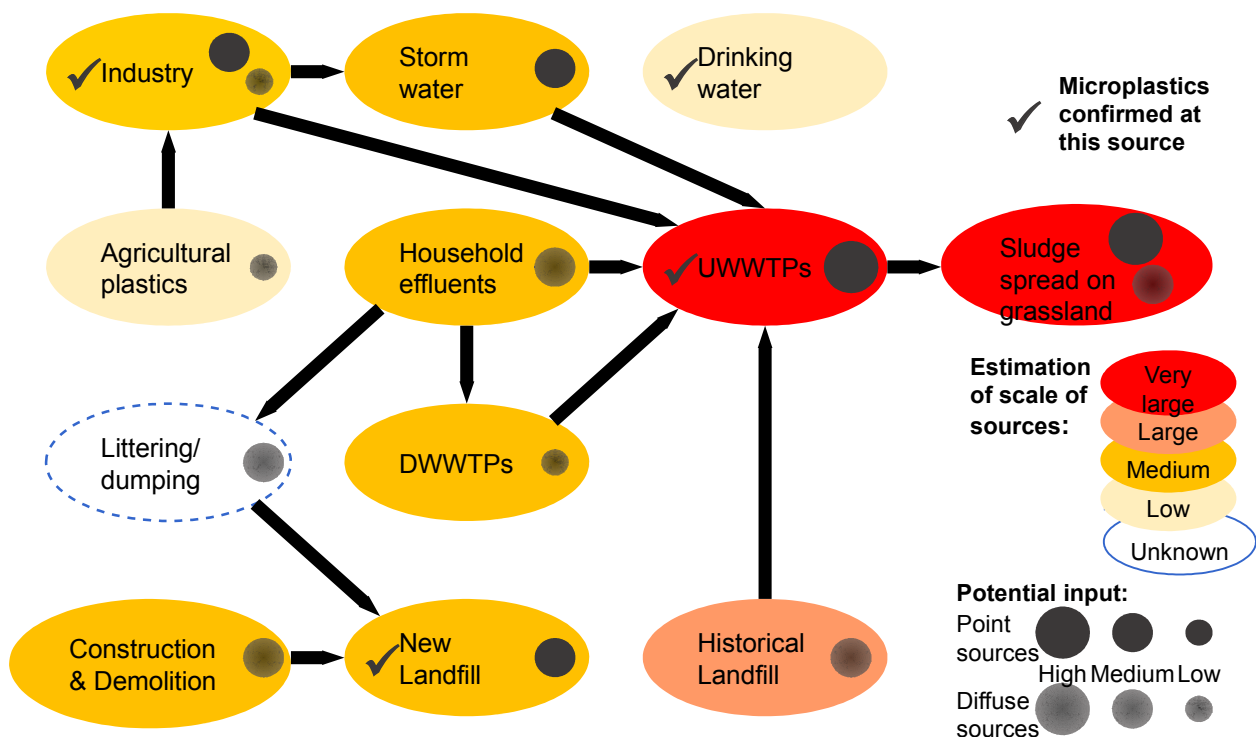 Industry
Storm
water
Drinking
water
Microplastics
confirmed at
this source
Agricultural
plastics
Household
effluents
UWWTPs
Sludge
spread on
grassland
Estimation
of scale of
sources:
Very
large
Large
Medium
Low
Unknown
Littering/
dumping
DWWTPs
Construction
& Demolition
New
Landfill
Historical
Landfill
Potential input:
Point
sources
High Medium Low
Diffuse
sources